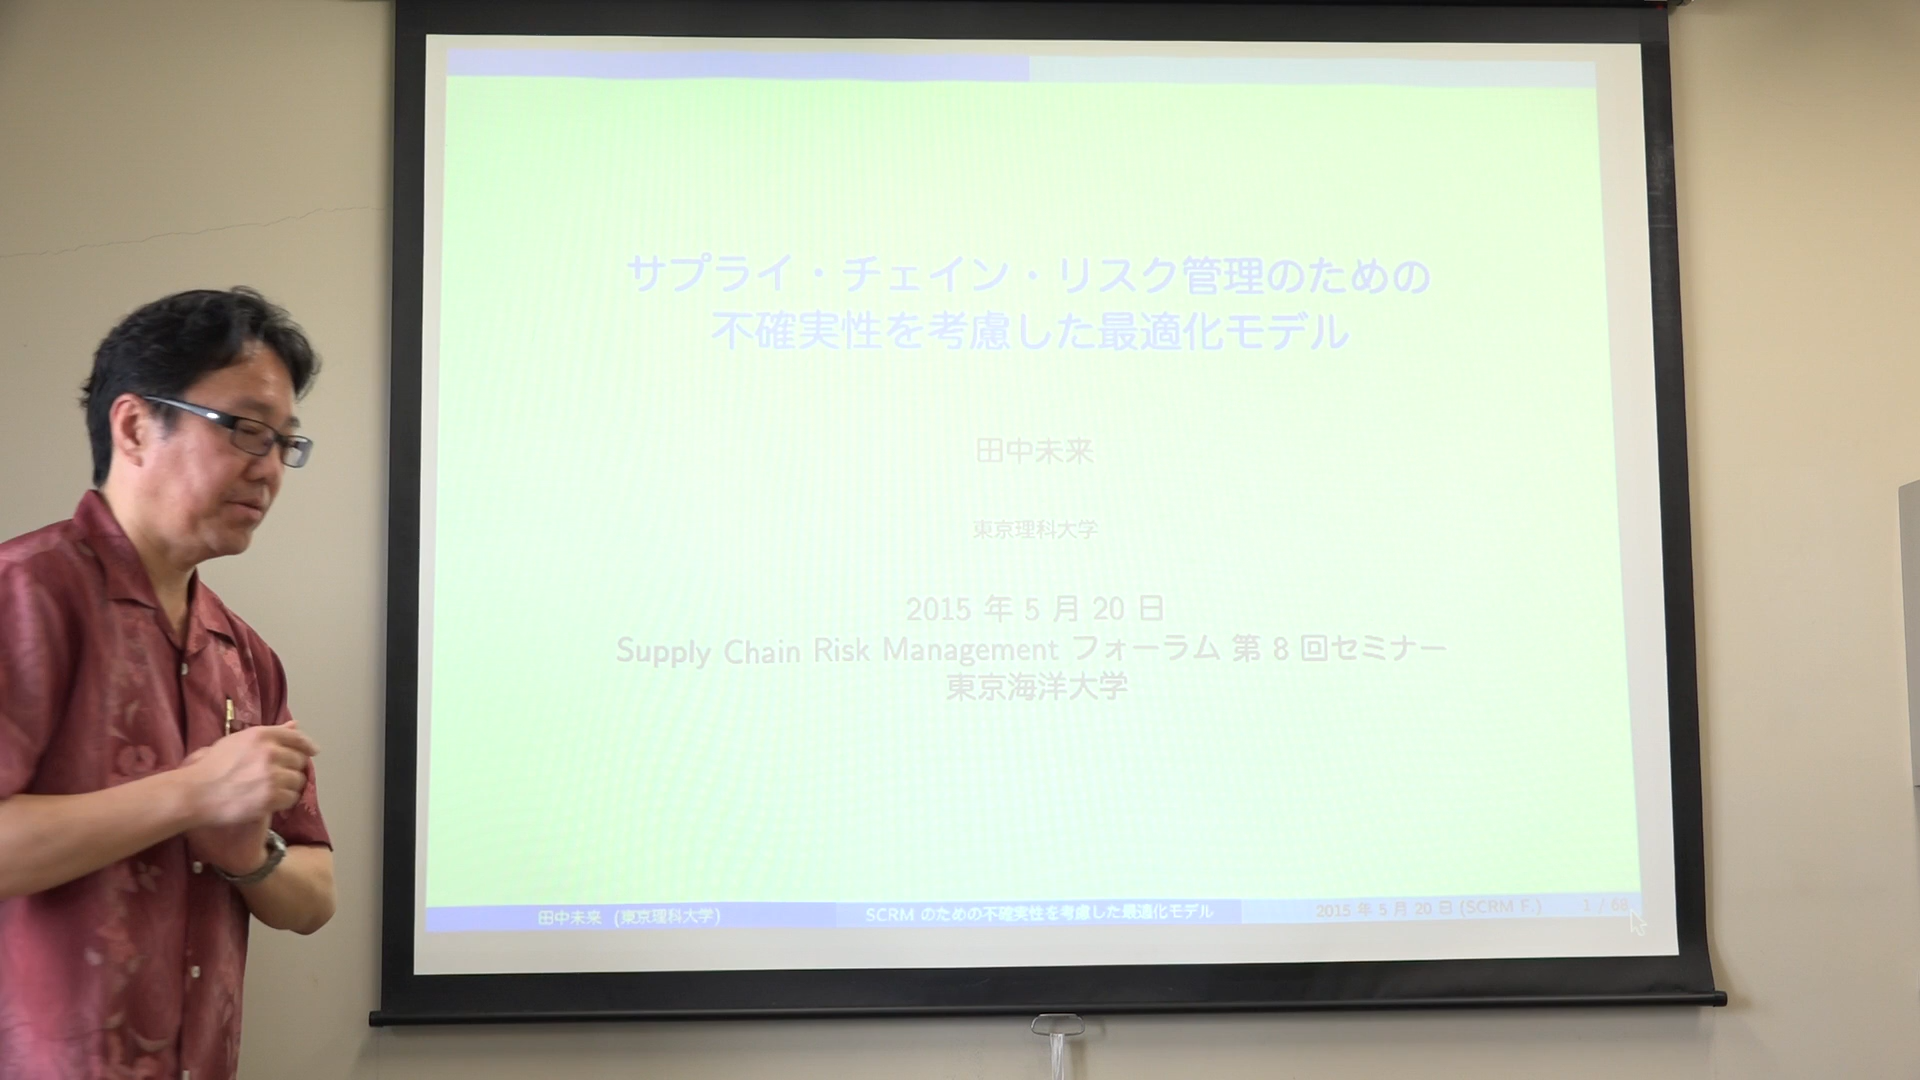 サプライ・チェイン・リスク管理のための
不確実性を考慮した最適化モデル
田中未来
東京理科大学
2015 年 5 月 20 日
Supply Chain Risk Management フォーラム 第 8 回セミナー
東京海洋大学
田中未来 (東京理科大学)
SCRM のための不確実性を考慮した最適化モデル
2015 年 5 月 20 日 (SCRM F.)
1 / 68